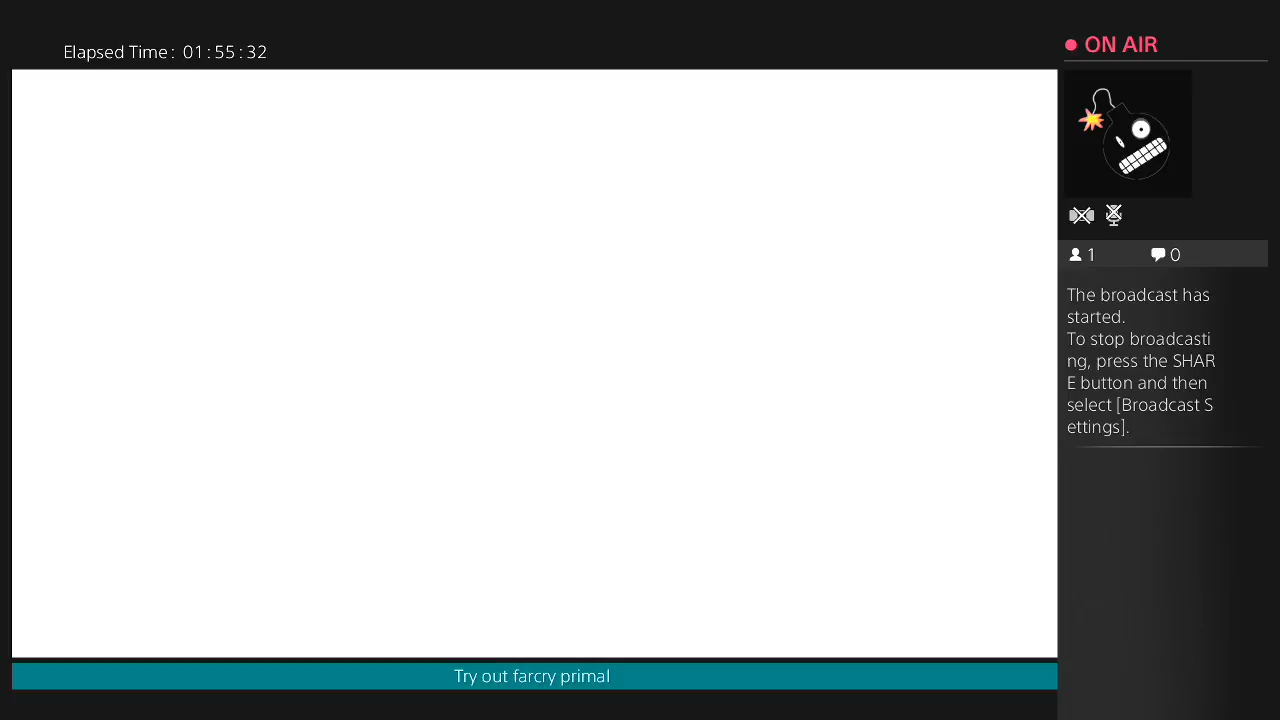 Elapsed Time: 01:55:32
ON AIR
1 0
The broadcast has
started.
To stop broadcasti
ng, press the SHAR
E button and then
select [Broadcast S
ettings].
Try out farcry primal